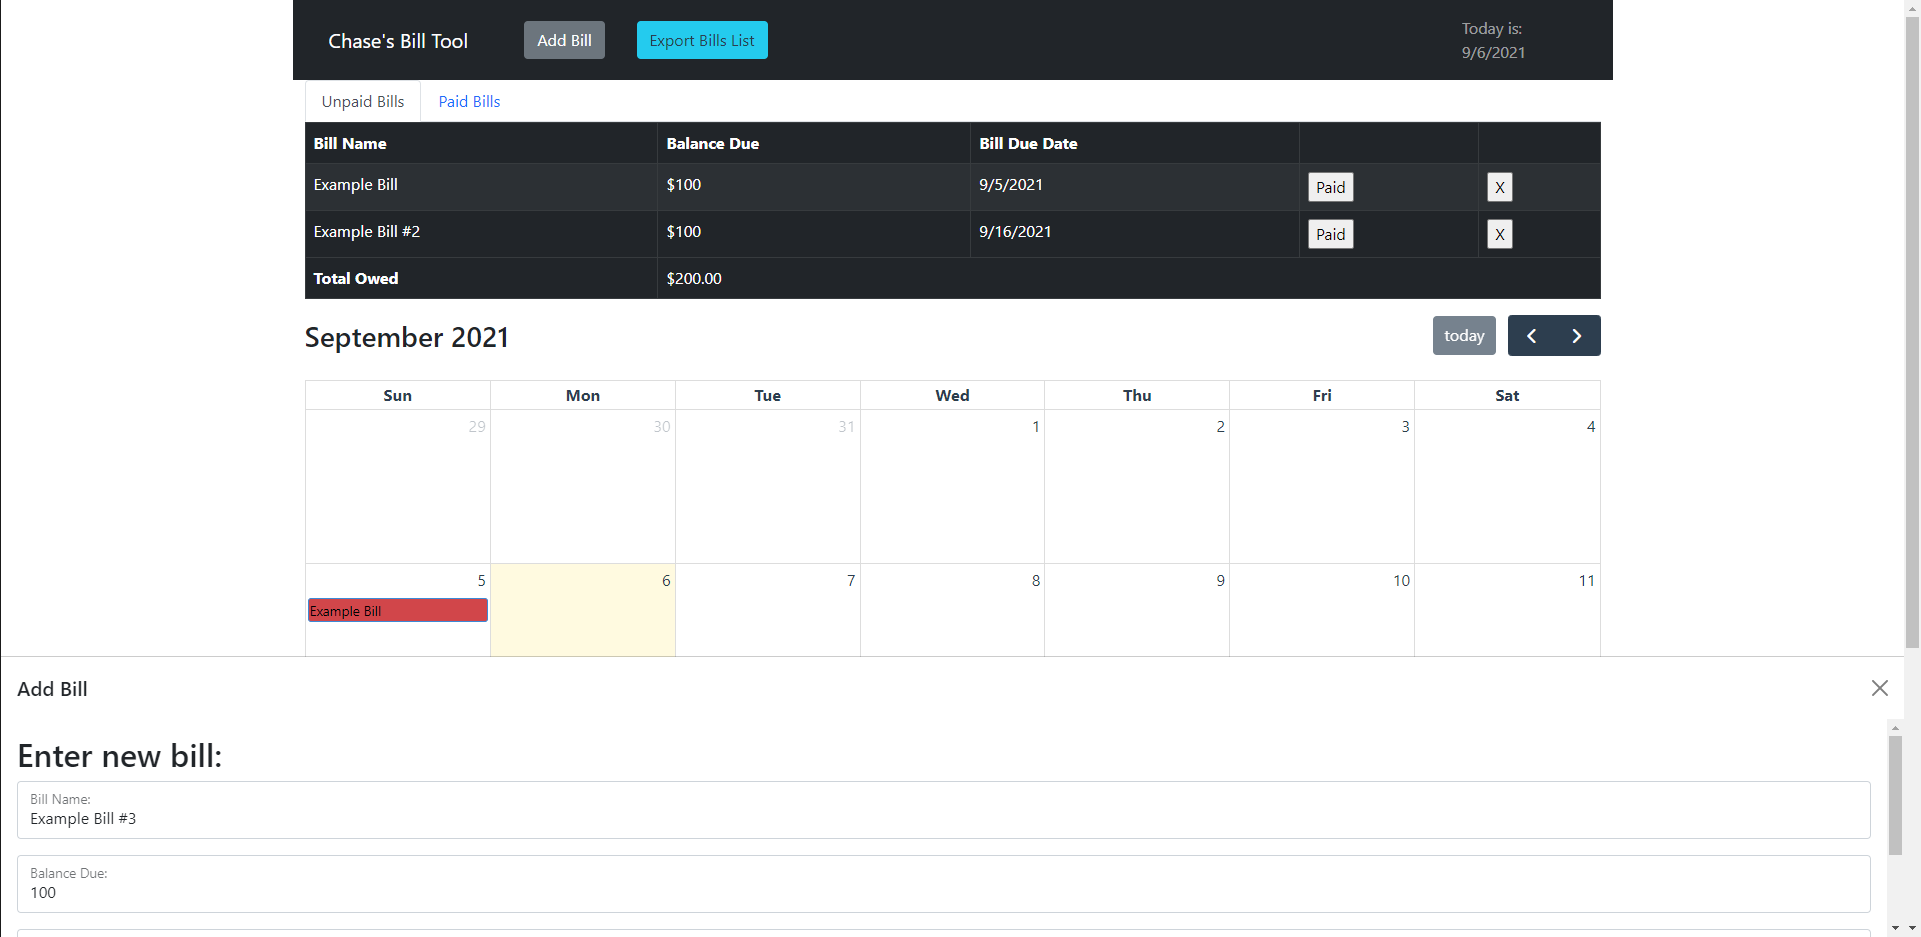 Chase's Bill Tool Add Bill Export Bills List Today is:
9/6/2021
Unpaid Bills Paid Bills
Bill Name Balance Due Bill Due Date
Example Bill $100 9/5/2021 Paid X
Example Bill #2 $100 9/16/2021 Paid X
Total Owed $200.00
September 2021 today
Sun Mon Tue Wed Thu Fri Sat
29 30 31 1 2 3 4
5 6 7 8 9 10 11
Example Bill
Add Bill
Enter new bill:
Bill Name:
Example Bill #3
Balance Due:
100